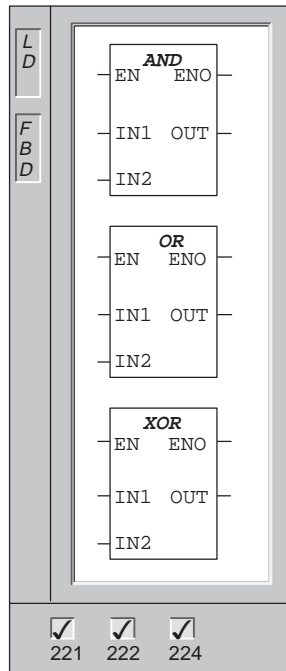 L
D
F
B
D
AND
EN ENO
IN1 OUT
IN2
OR
EN ENO
IN1 OUT
IN2
XOR
EN ENO
IN1 OUT
IN2
221 222 224